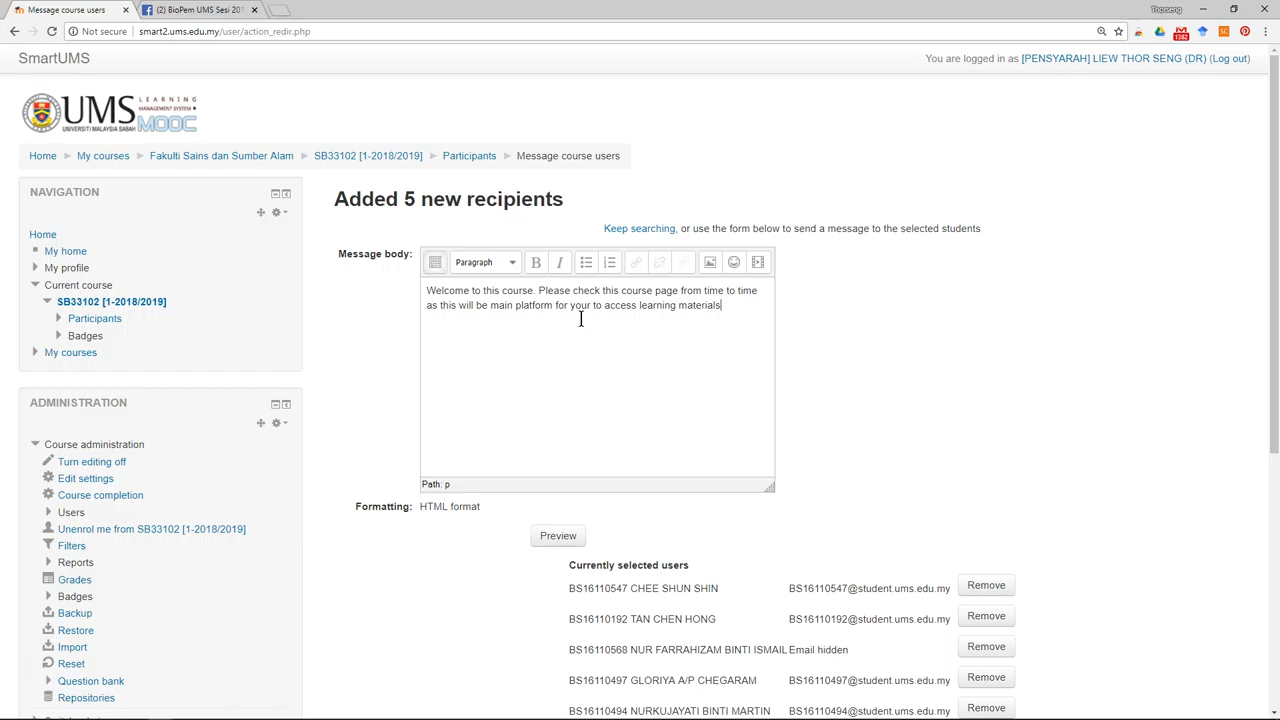 Message course users
(2) BioPem UMS Sesi 201
Thorseng
Not secure
smart2.ums.edu.my/user/action_redir.php
1382
SmartUMS
You are logged in as [PENSYARAH] LIEW THOR SENG (DR) (Log out)
UMS LEARNING MANAGEMENT SYSTEM MOOC
UNIVERSITI MALAYSIA SABAH
Home
My courses
Fakulti Sains dan Sumber Alam
SB33102 [1-2018/2019]
Participants
Message course users
NAVIGATION
Home
My home
My profile
Current course
SB33102 [1-2018/2019]
Participants
Badges
My courses
ADMINISTRATION
Course administration
Turn editing off
Edit settings
Course completion
Users
Unenrol me from SB33102 [1-2018/2019]
Filters
Reports
Grades
Badges
Backup
Restore
Import
Reset
Question bank
Repositories
Added 5 new recipients
Keep searching, or use the form below to send a message to the selected students
Message body:
Paragraph
B
I
Welcome to this course. Please check this course page from time to time
as this will be main platform for your to access learning materials
Path: p
Formatting: HTML format
Preview
Currently selected users
BS16110547 CHEE SHUN SHIN BS16110547@student.ums.edu.my Remove
BS16110192 TAN CHEN HONG BS16110192@student.ums.edu.my Remove
BS16110568 NUR FARRAHIZAM BINTI ISMAIL Email hidden Remove
BS16110497 GLORIYA A/P CHEGARAM BS16110497@student.ums.edu.my Remove
BS16110494 NURKUJAYATI BINTI MARTIN BS16110494@student.ums.edu.my Remove